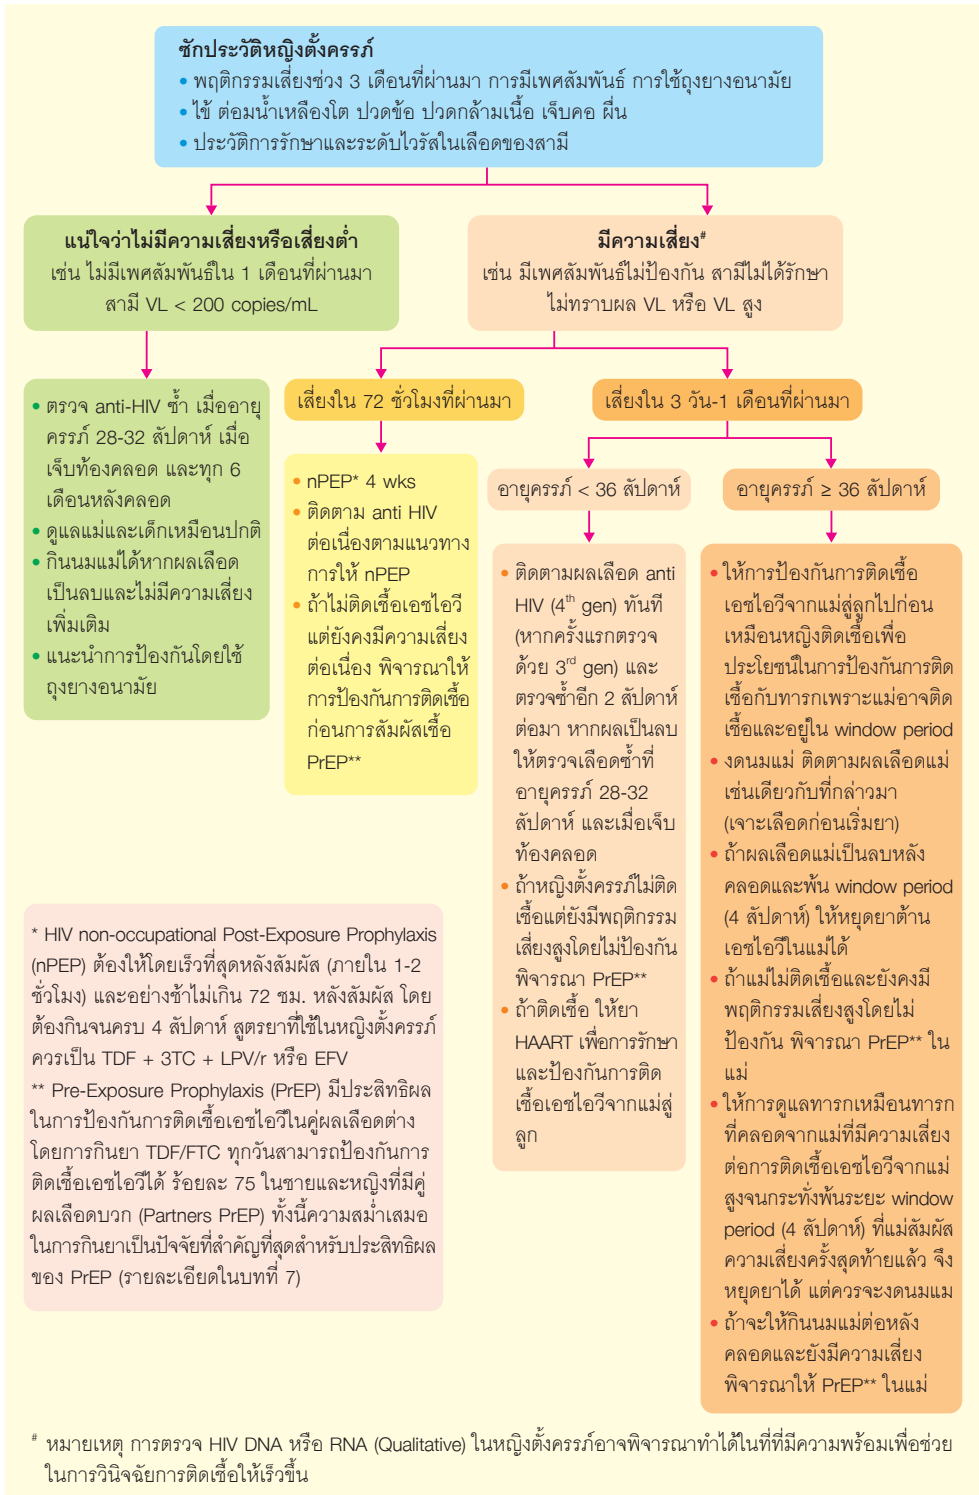 ซักประวัติหญิงตั้งครรภ์
• พฤติกรรมเสี่ยงช่วง 3 เดือนที่ผ่านมา การมีเพศสัมพันธ์ การใช้ถุงยางอนามัย
• ไข้ ต่อมน้ำเหลืองโต ปวดข้อ ปวดกล้ามเนื้อ เจ็บคอ ผื่น
• ประวัติการรักษาและระดับไวรัสในเลือดของสามี
แน่ใจว่าไม่มีความเสี่ยงหรือเสี่ยงต่ำ
เช่น ไม่มีเพศสัมพันธ์ใน 1 เดือนที่ผ่านมา
สามี VL < 200 copies/mL
มีความเสี่ยง#
เช่น มีเพศสัมพันธ์ไม่ป้องกัน สามีไม่ได้รักษา
ไม่ทราบผล VL หรือ VL สูง
• ตรวจ anti-HIV ซ้ำ เมื่ออายุ
ครรภ์ 28-32 สัปดาห์ เมื่อ
เจ็บท้องคลอด และทุก 6
เดือนหลังคลอด
• ดูแลแม่และเด็กเหมือนปกติ
• กินนมแม่ได้หากผลเลือด
เป็นลบและไม่มีความเสี่ยง
เพิ่มเติม
• แนะนำการป้องกันโดยใช้
ถุงยางอนามัย
เสี่ยงใน 72 ชั่วโมงที่ผ่านมา
• nPEP* 4 wks
• ติดตาม anti HIV
ต่อเนื่องตามแนวทาง
การให้ nPEP
• ถ้าไม่ติดเชื้อเอชไอวี
แต่ยังคงมีความเสี่ยง
ต่อเนื่อง พิจารณาให้
การป้องกันการติดเชื้อ
ก่อนการสัมผัสเชื้อ
PrEP**
เสี่ยงใน 3 วัน-1 เดือนที่ผ่านมา
อายุครรภ์ < 36 สัปดาห์
• ติดตามผลเลือด anti
HIV (4th gen) ทันที
(หากครั้งแรกตรวจ
ด้วย 3rd gen) และ
ตรวจซ้ำอีก 2 สัปดาห์
ต่อมา หากผลเป็นลบ
ให้ตรวจเลือดซ้ำที่
อายุครรภ์ 28-32
สัปดาห์ และเมื่อเจ็บ
ท้องคลอด
• ถ้าหญิงตั้งครรภ์ไม่ติด
เชื้อแต่ยังมีพฤติกรรม
เสี่ยงสูงโดยไม่ป้องกัน
พิจารณา PrEP**
• ถ้าติดเชื้อ ให้ยา
HAART เพื่อการรักษา
และป้องกันการติด
เชื้อเอชไอวีจากแม่สู่
ลูก
อายุครรภ์ ≥ 36 สัปดาห์
• ให้การป้องกันการติดเชื้อ
เอชไอวีจากแม่สู่ลูกไปก่อน
เหมือนหญิงติดเชื้อเพื่อ
ประโยชน์ในการป้องกันการติด
เชื้อกับทารกเพราะแม่อาจติด
เชื้อและอยู่ใน window period
• งดนมแม่ ติดตามผลเลือดแม่
เช่นเดียวกับที่กล่าวมา
(เจาะเลือดก่อนเริ่มยา)
• ถ้าผลเลือดแม่เป็นลบหลัง
คลอดและพ้น window period
(4 สัปดาห์) ให้หยุดยาต้าน
เอชไอวีในแม่ได้
• ถ้าแม่ไม่ติดเชื้อและยังคงมี
พฤติกรรมเสี่ยงสูงโดยไม่
ป้องกัน พิจารณา PrEP** ใน
แม่
• ให้การดูแลทารกเหมือนทารก
ที่คลอดจากแม่ที่มีความเสี่ยง
ต่อการติดเชื้อเอชไอวีจากแม่
สูงจนกระทั่งพ้นระยะ window
period (4 สัปดาห์) ที่แม่สัมผัส
ความเสี่ยงครั้งสุดท้ายแล้ว จึง
หยุดยาได้ แต่ควรจะงดนมแม
• ถ้าจะให้กินนมแม่ต่อหลัง
คลอดและยังมีความเสี่ยง
พิจารณาให้ PrEP** ในแม่
* HIV non-occupational Post-Exposure Prophylaxis
(nPEP) ต้องให้โดยเร็วที่สุดหลังสัมผัส (ภายใน 1-2
ชั่วโมง) และอย่างช้าไม่เกิน 72 ชม. หลังสัมผัส โดย
ต้องกินจนครบ 4 สัปดาห์ สูตรยาที่ใช้ในหญิงตั้งครรภ์
ควรเป็น TDF + 3TC + LPV/r หรือ EFV
** Pre-Exposure Prophylaxis (PrEP) มีประสิทธิผล
ในการป้องกันการติดเชื้อเอชไอวีในคู่ผลเลือดต่าง
โดยการกินยา TDF/FTC ทุกวันสามารถป้องกันการ
ติดเชื้อเอชไอวีได้ ร้อยละ 75 ในชายและหญิงที่มีคู่
ผลเลือดบวก (Partners PrEP) ทั้งนี้ความสม่ำเสมอ
ในการกินยาเป็นปัจจัยที่สำคัญที่สุดสำหรับประสิทธิผล
ของ PrEP (รายละเอียดในบทที่ 7)
# หมายเหตุ การตรวจ HIV DNA หรือ RNA (Qualitative) ในหญิงตั้งครรภ์อาจพิจารณาทำได้ในที่ที่มีความพร้อมเพื่อช่วย
ในการวินิจฉัยการติดเชื้อให้เร็วขึ้น